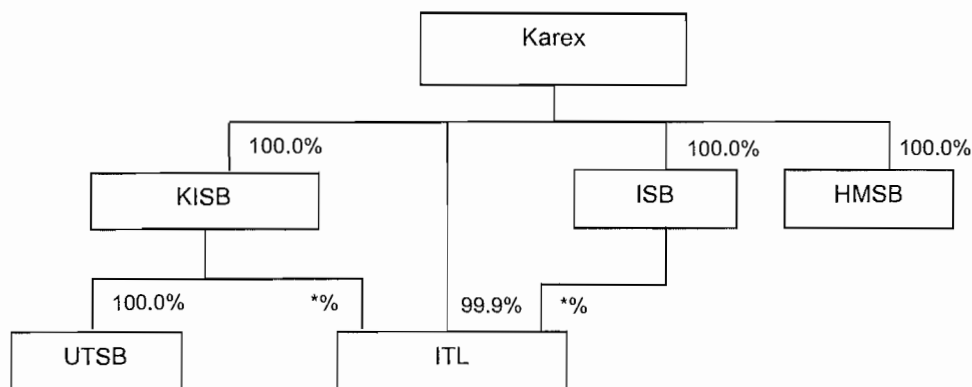 Karex
100.0%
100.0%
100.0%
KISB
ISB
HMSB
100.0%
*%
99.9%
*%
UTSB
ITL